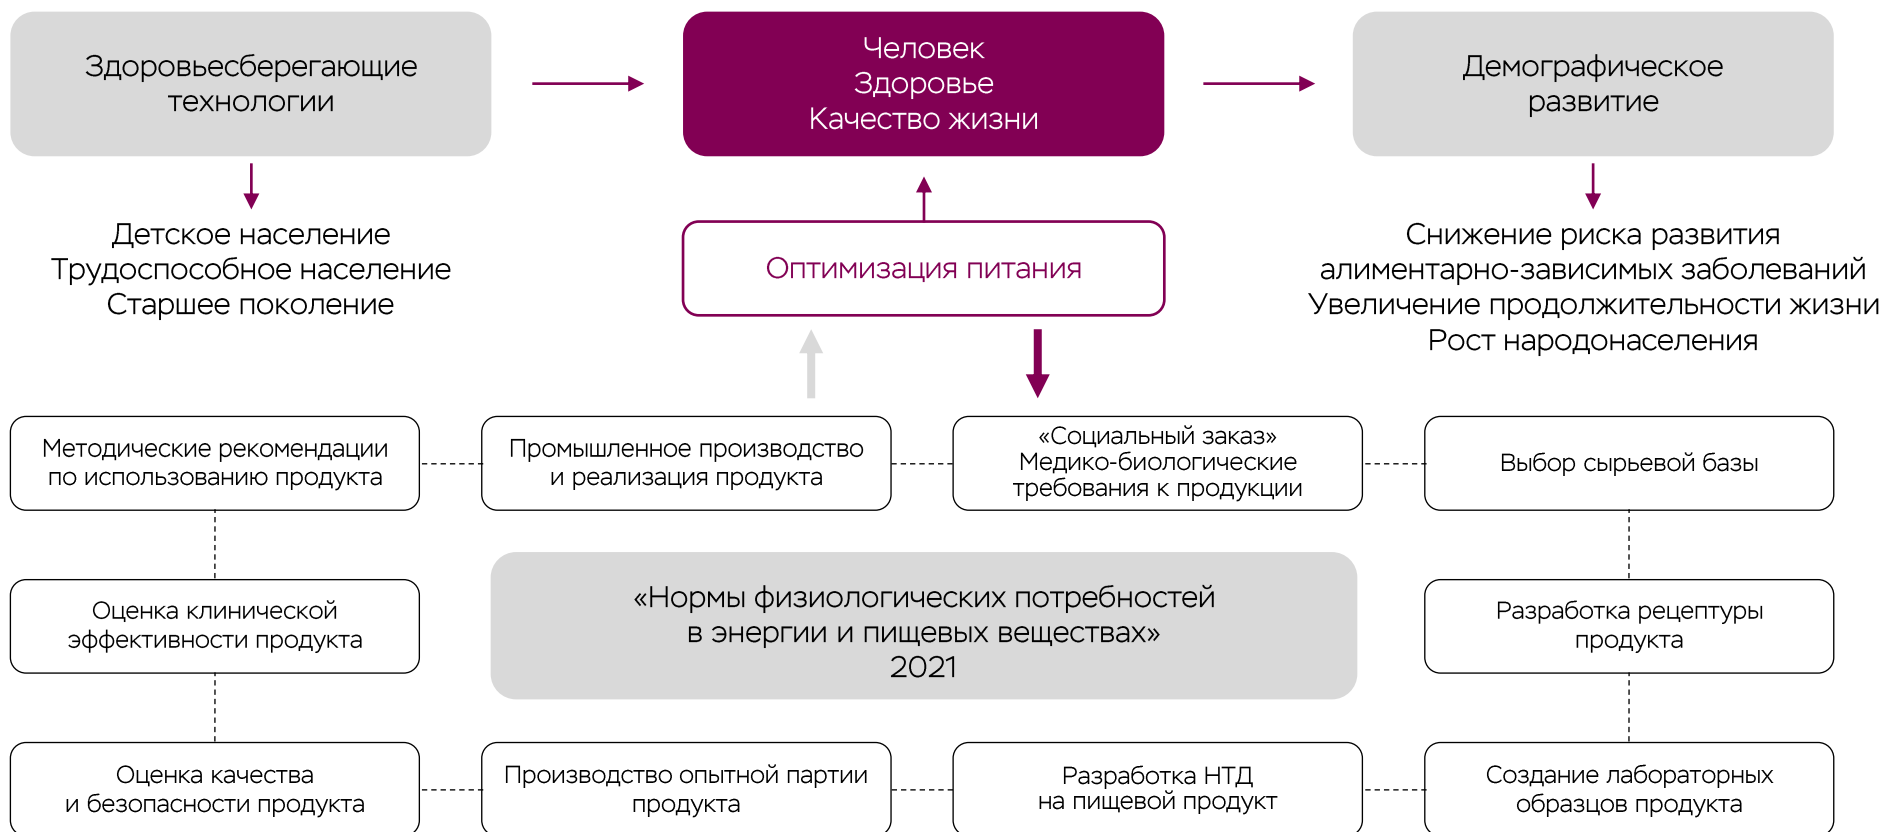 Здоровьесберегающие
технологии
Человек
Здоровье
Качество жизни
Демографическое
развитие
Детское население
Трудоспособное население
Старшее поколение
Оптимизация питания
Снижение риска развития
алиментарно-зависимых заболеваний
Увеличение продолжительности жизни
Рост народонаселения
Методические рекомендации
по использованию продукта
Промышленное производство
и реализация продукта
«Социальный заказ»
Медико-биологические
требования к продукции
Выбор сырьевой базы
Оценка клинической
эффективности продукта
«Нормы физиологических потребностей
в энергии и пищевых веществах»
2021
Разработка рецептуры
продукта
Оценка качества
и безопасности продукта
Производство опытной партии
продукта
Разработка НТД
на пищевой продукт
Создание лабораторных
образцов продукта